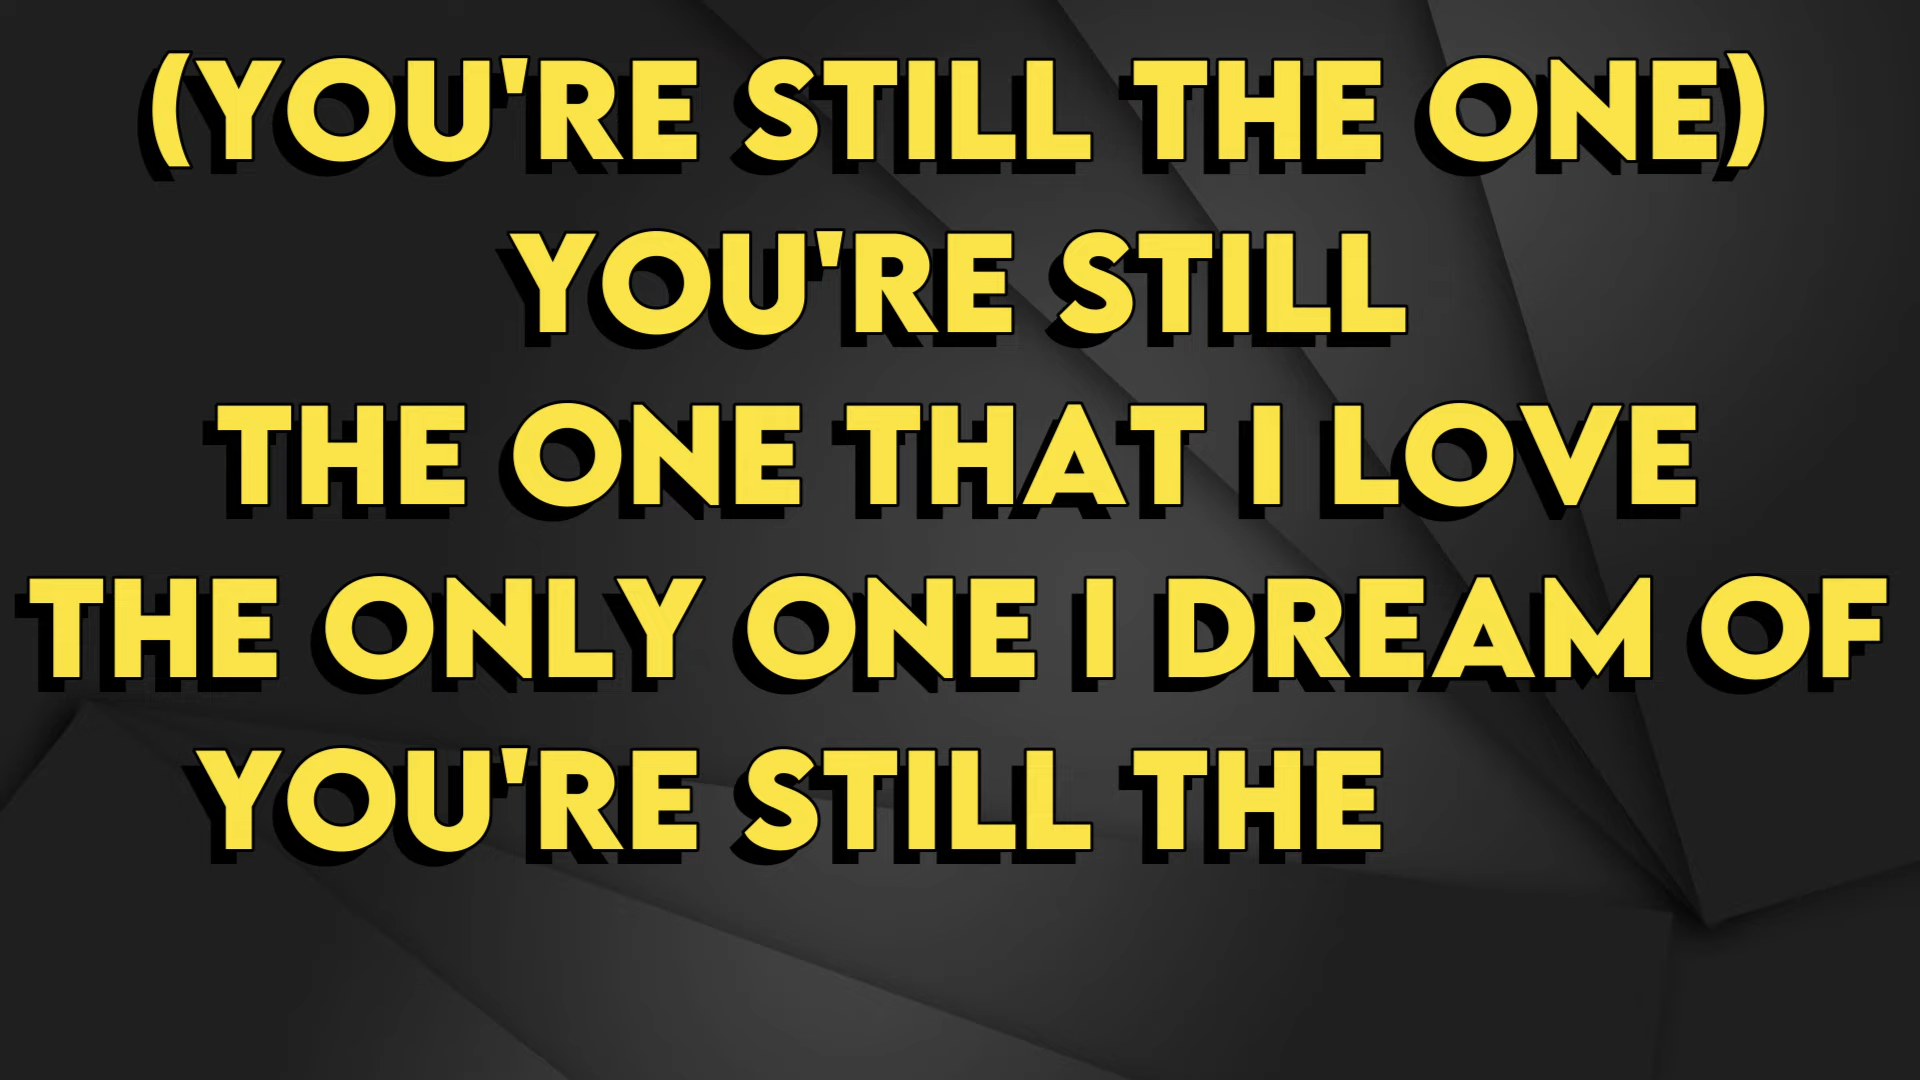 (YOU'RE STILL THE ONE)
YOU'RE STILL
THE ONE THAT I LOVE
THE ONLY ONE I DREAM OF
YOU'RE STILL THE